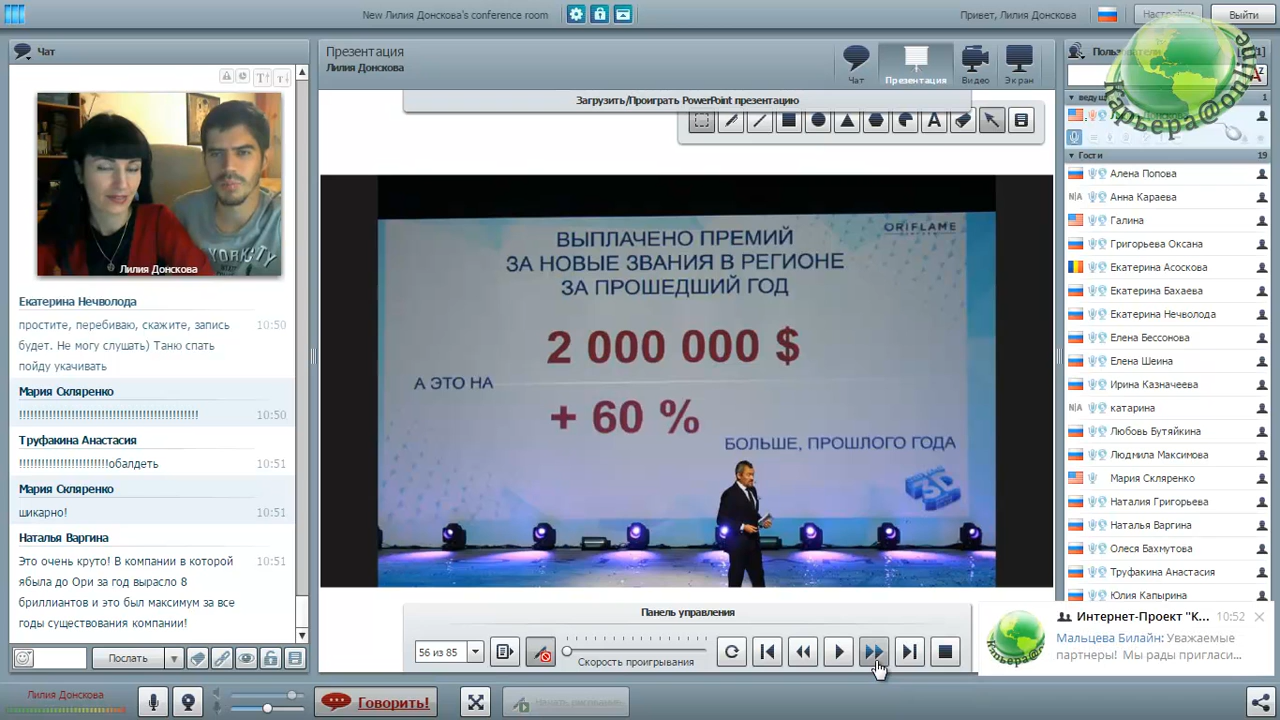 New Лилия Донскова's conference room
Привет, Лилия Донскова
Настройки
Выйти
Чат
Лилия Донскова
Екатерина Нечволода
простите, перебиваю, скажите, запись
10:50
будет. Не могу слушать) Таню спать
пойду укачивать
Мария Скляренко
!!!!!!!!!!!!!!!!!!!!!!!!!!!!!!!!!!!!!!!!!!!!!!!!
10:50
Труфакина Анастасия
!!!!!!!!!!!!!!!!!!!!!!!!обалдеть
10:51
Мария Скляренко
шикарно!
10:51
Наталья Варгина
Это очень круто! В компании в которой
10:51
ябыла до Ори за год вырасло 8
бриллиантов и это был максимум за все
годы существования компании!
Послать
Лилия Донскова
Говорить!
Презентация
Лилия Донскова
Чат
Презентация
Видео
Экран
Загрузить/Проиграть PowerPoint презентацию
ORIFLAME
ВЫПЛАЧЕНО ПРЕМИЙ
ЗА НОВЫЕ ЗВАНИЯ В РЕГИОНЕ
ЗА ПРОШЕДШИЙ ГОД
2 000 000 $
А ЭТО НА
+ 60 %
БОЛЬШЕ, ПРОШЛОГО ГОДА
3D
Панель управления
56 из 85
Скорость проигрывания
Карьера@online
Гости
19
Алена Попова
N/A Анна Караева
Галина
Григорьева Оксана
Екатерина Асоскова
Екатерина Бахаева
Екатерина Нечволода
Елена Бессонова
Елена Шеина
Ирина Казначеева
N/A катарина
Любовь Бутяйкина
Людмила Максимова
Мария Скляренко
Наталия Григорьева
Наталья Варгина
Олеся Бахмутова
Труфакина Анастасия
Юлия Капырина
Интернет-Проект "К...
10:52
Мальцева Билайн: Уважаемые
партнеры! Мы рады пригласи...